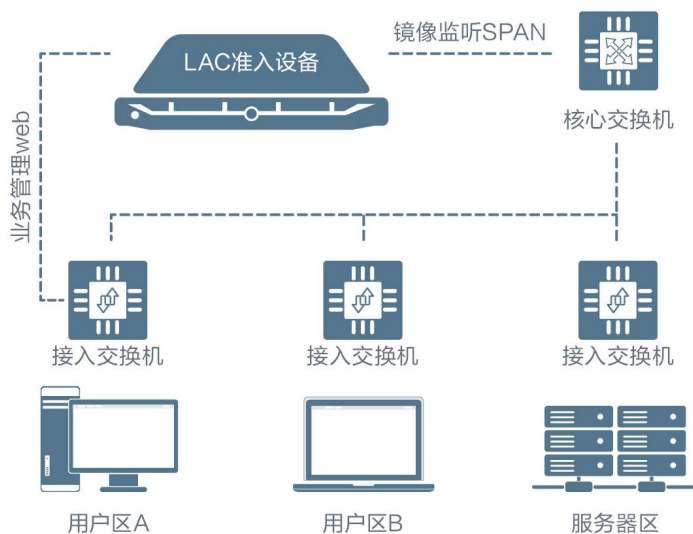 LAC准入设备
镜像监听SPAN
核心交换机
业务管理web
接入交换机
接入交换机
接入交换机
用户区A
用户区B
服务器区